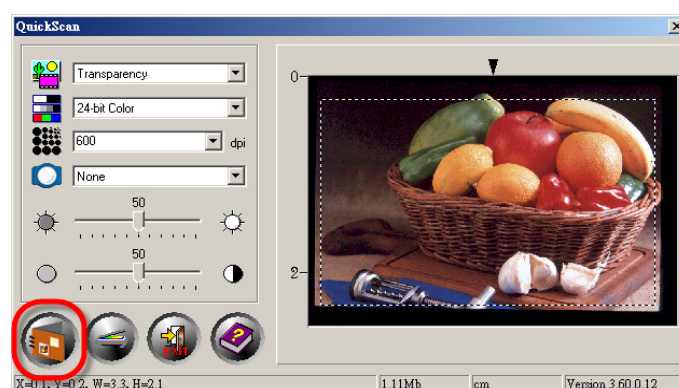 QuickScan
Transparency
24-bit Color
600 dpi
None
50
50
0
2
EXIT
?
X=0.1, Y=0.2, W=3.3, H=2.1 1.11Mb cm Version 3.60.0.12